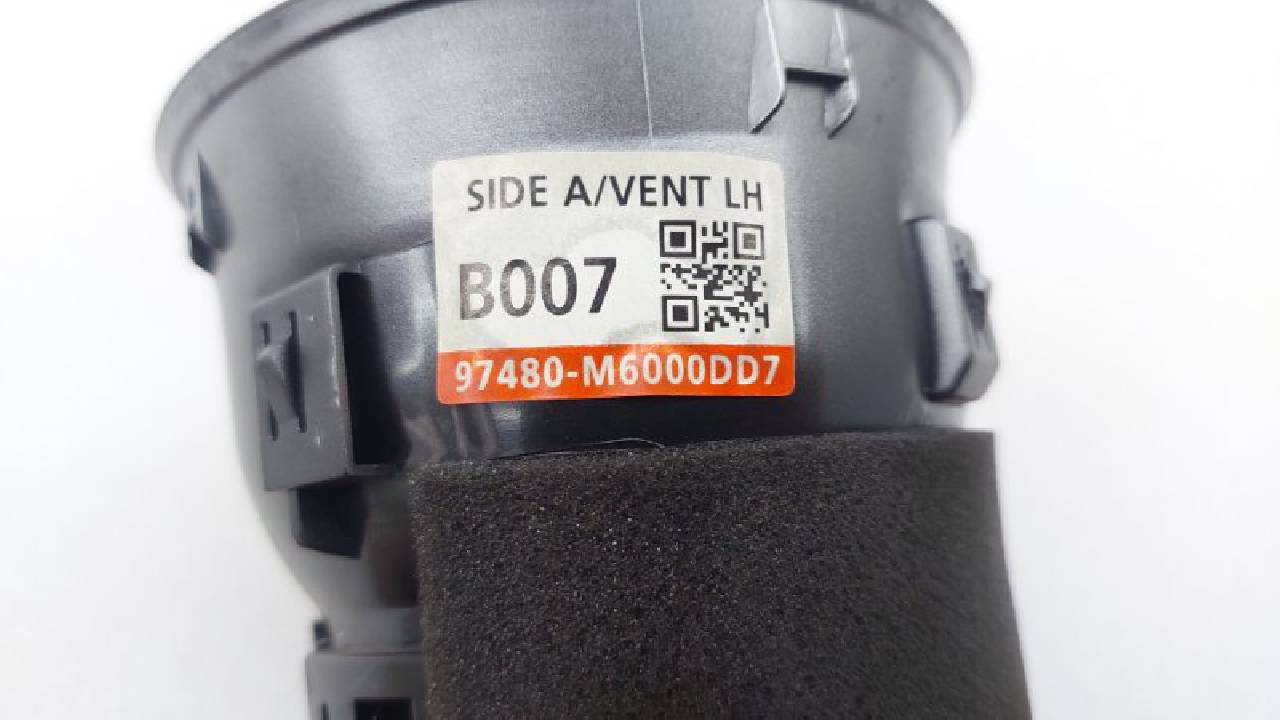 SIDE A/VENT LH
B007
97480-M6000DD7